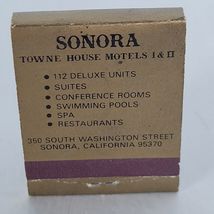 SONORA
TOWNE HOUSE MOTELS I & II
• 112 DELUXE UNITS
• SUITES
• CONFERENCE ROOMS
• SWIMMING POOLS
• SPA
• RESTAURANTS
350 SOUTH WASHINGTON STREET
SONORA, CALIFORNIA 95370